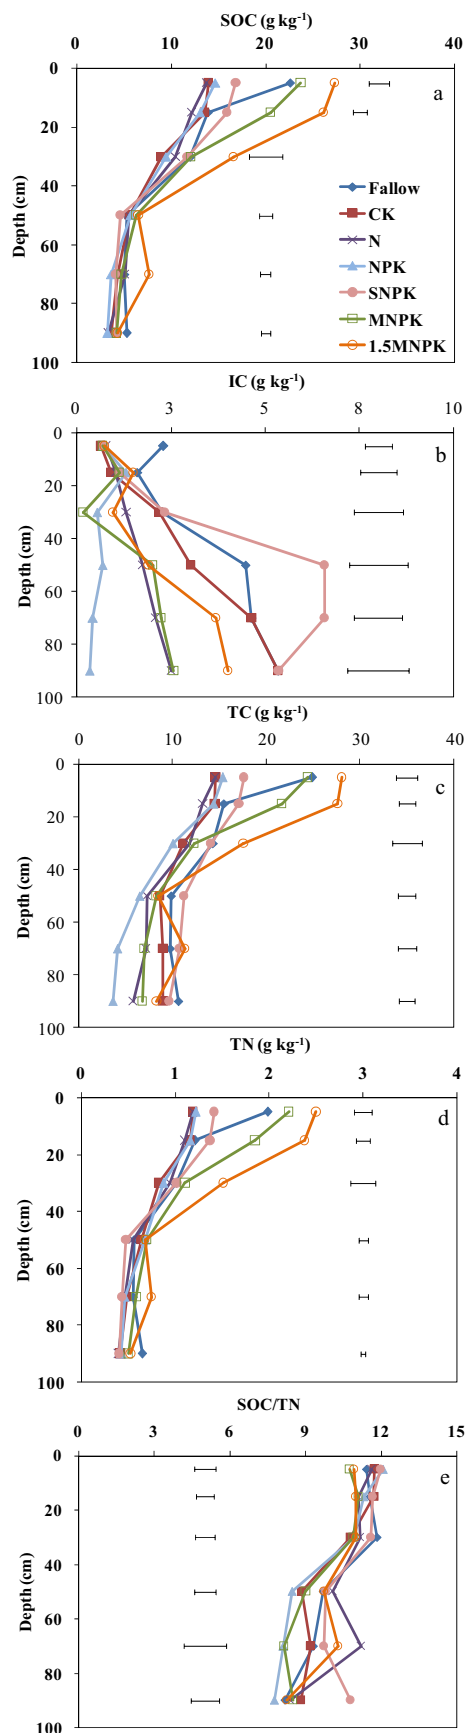 SOC (g kg-1)
0 10 20 30 40
0
20
40
60
80
100
Depth (cm)
a
Fallow
CK
N
NPK
SNPK
MNPK
1.5MNPK
IC (g kg-1)
0 3 5 8 10
0
20
40
60
80
100
Depth (cm)
b
TC (g kg-1)
0 10 20 30 40
0
20
40
60
80
100
Depth (cm)
c
TN (g kg-1)
0 1 2 3 4
0
20
40
60
80
100
Depth (cm)
d
SOC/TN
0 3 6 9 12 15
0
20
40
60
80
100
Depth (cm)
e